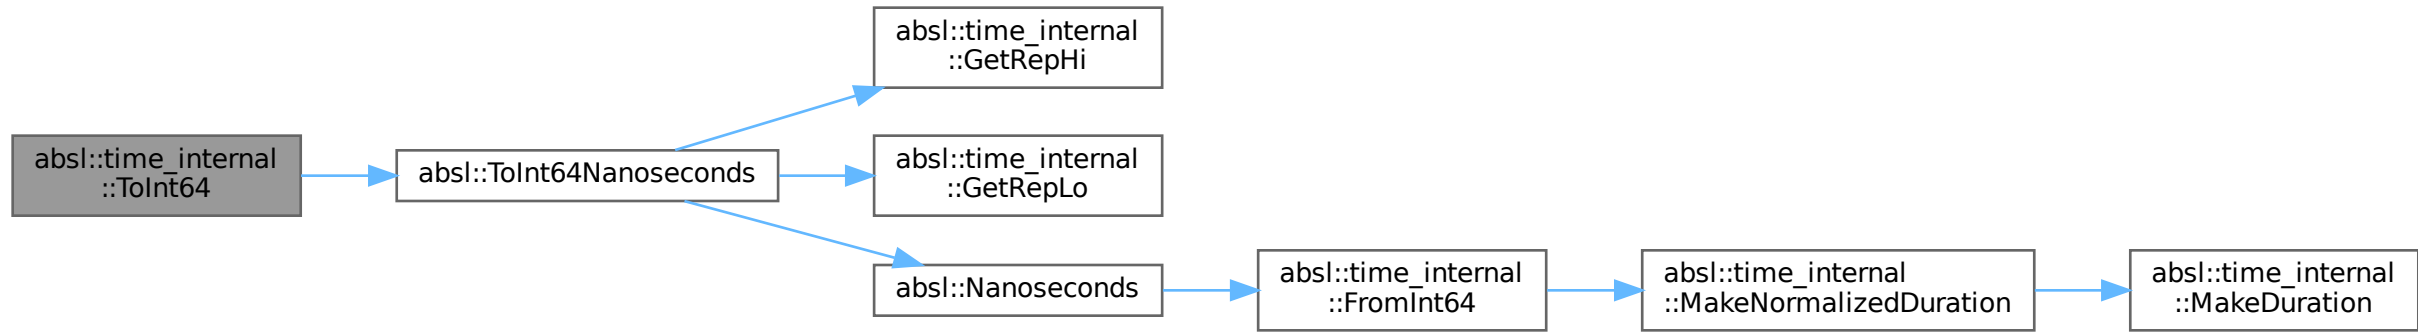 absl::time_internal
::ToInt64
absl::ToInt64Nanoseconds
absl::time_internal
::GetRepHi
absl::time_internal
::GetRepLo
absl::Nanoseconds
absl::time_internal
::FromInt64
absl::time_internal
::MakeNormalizedDuration
absl::time_internal
::MakeDuration